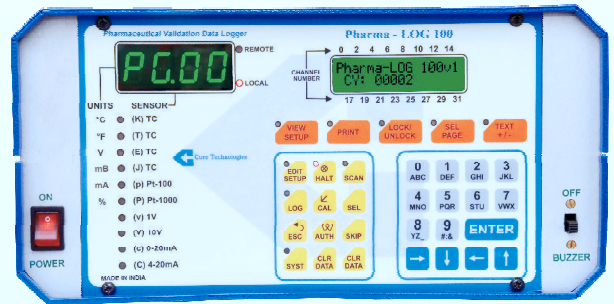 Pharmaceutical Validation Data Logger
Pharma - LOG 100
PG.00
REMOTE
LOCAL
0 2 4 6 8 10 12 14
CHANNEL
NUMBER
Pharma-LOG 100v1
CY: 00002
17 19 21 23 25 27 29 31
UNITS SENSOR
°C (K) TC
°F (T) TC
V (E) TC
mB (J) TC
mA (p) Pt-100
% (P) Pt-1000
(v) 1V
(V) 10V
(c) 0-20mA
(C) 4-20mA
MADE IN INDIA
Core Technologies
VIEW
SETUP
PRINT
LOCK/
UNLOCK
SEL
PAGE
TEXT
+/-
EDIT
SETUP
HALT
SCAN
LOG
CAL
SEL
ESC
AUTH
SKIP
SYST
CLR
DATA
CLR
DATA
0
ABC
1
DEF
2
GHI
3
JKL
4
MNO
5
PQR
6
STU
7
VWX
8
YZ_
9
#:&
ENTER
ON
POWER
OFF
BUZZER